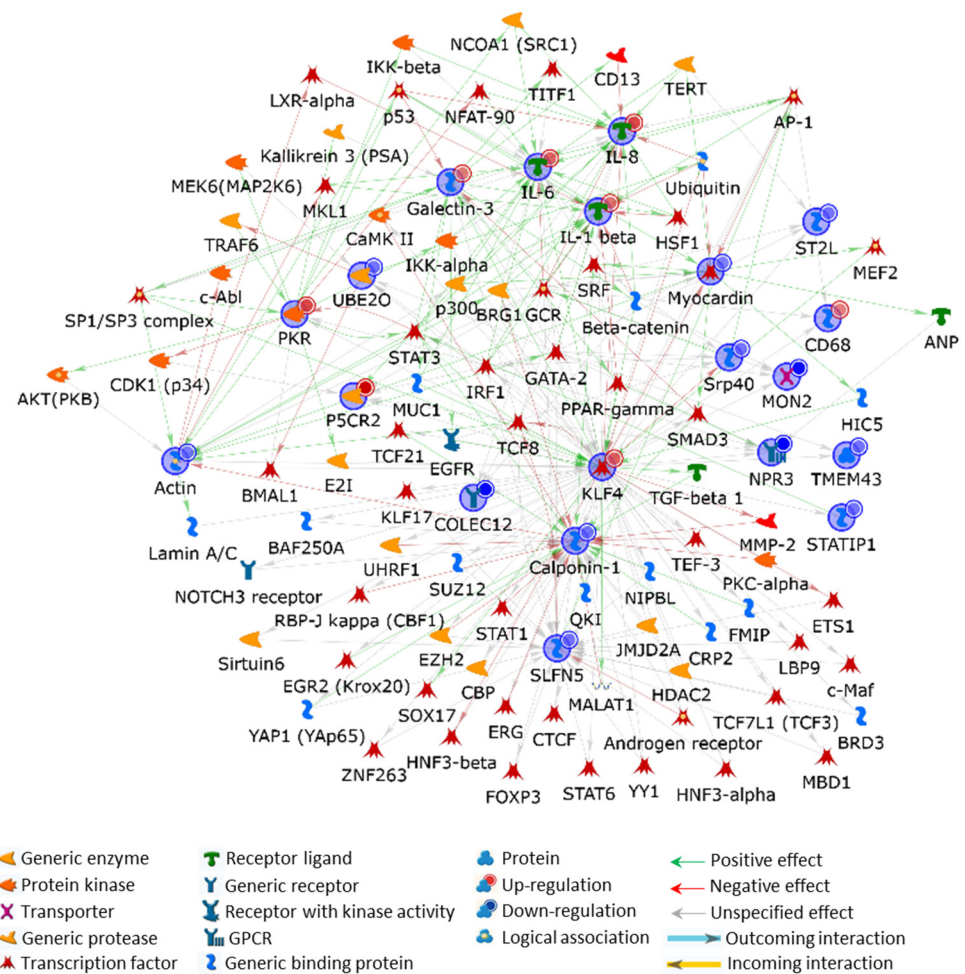 NCOA1 (SRC1)
IKK-beta
CD13
TERT
LXR-alpha
p53
NFAT-90
TITF1
AP-1
Kallikrein 3 (PSA)
IL-8
MEK6(MAP2K6)
MKL1
Galectin-3
IL-6
Ubiquitin
TRAF6
CaMK II
IKK-alpha
IL-1 beta
HSF1
ST2L
MEF2
c-Abl
UBE2O
p300
BRG1
GCR
SRF
Beta-catenin
Myocardin
SP1/SP3 complex
PKR
STAT3
CD68
ANP
AKT(PKB)
CDK1 (p34)
IRF1
GATA-2
PPAR-gamma
Srp40
MON2
HIC5
P5CR2
MUC1
TCF21
EGFR
TCF8
SMAD3
Actin
BMAL1
E2I
KLF4
TGF-beta 1
NPR3
TMEM43
KLF17
COLEC12
STATIP1
Lamin A/C
BAF250A
UHRF1
Calponin-1
TEF-3
MMP-2
NOTCH3 receptor
SUZ12
NIPBL
PKC-alpha
RBP-J kappa (CBF1)
STAT1
QKI
FMIP
ETS1
Sirtuin6
EZH2
SLFN5
JMJD2A
CRP2
LBP9
EGR2 (Krox20)
CBP
MALAT1
HDAC2
c-Maf
YAP1 (YAp65)
SOX17
ERG
CTCF
Androgen receptor
TCF7L1 (TCF3)
BRD3
ZNF263
HNF3-beta
FOXP3
STAT6
YY1
HNF3-alpha
MBD1
Generic enzyme
Protein kinase
Transporter
Generic protease
Transcription factor
Receptor ligand
Generic receptor
Receptor with kinase activity
GPCR
Generic binding protein
Protein
Up-regulation
Down-regulation
Logical association
Positive effect
Negative effect
Unspecified effect
Outcoming interaction
Incoming interaction